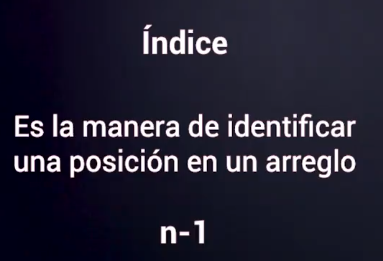 Índice
Es la manera de identificar
una posición en un arreglo
n-1